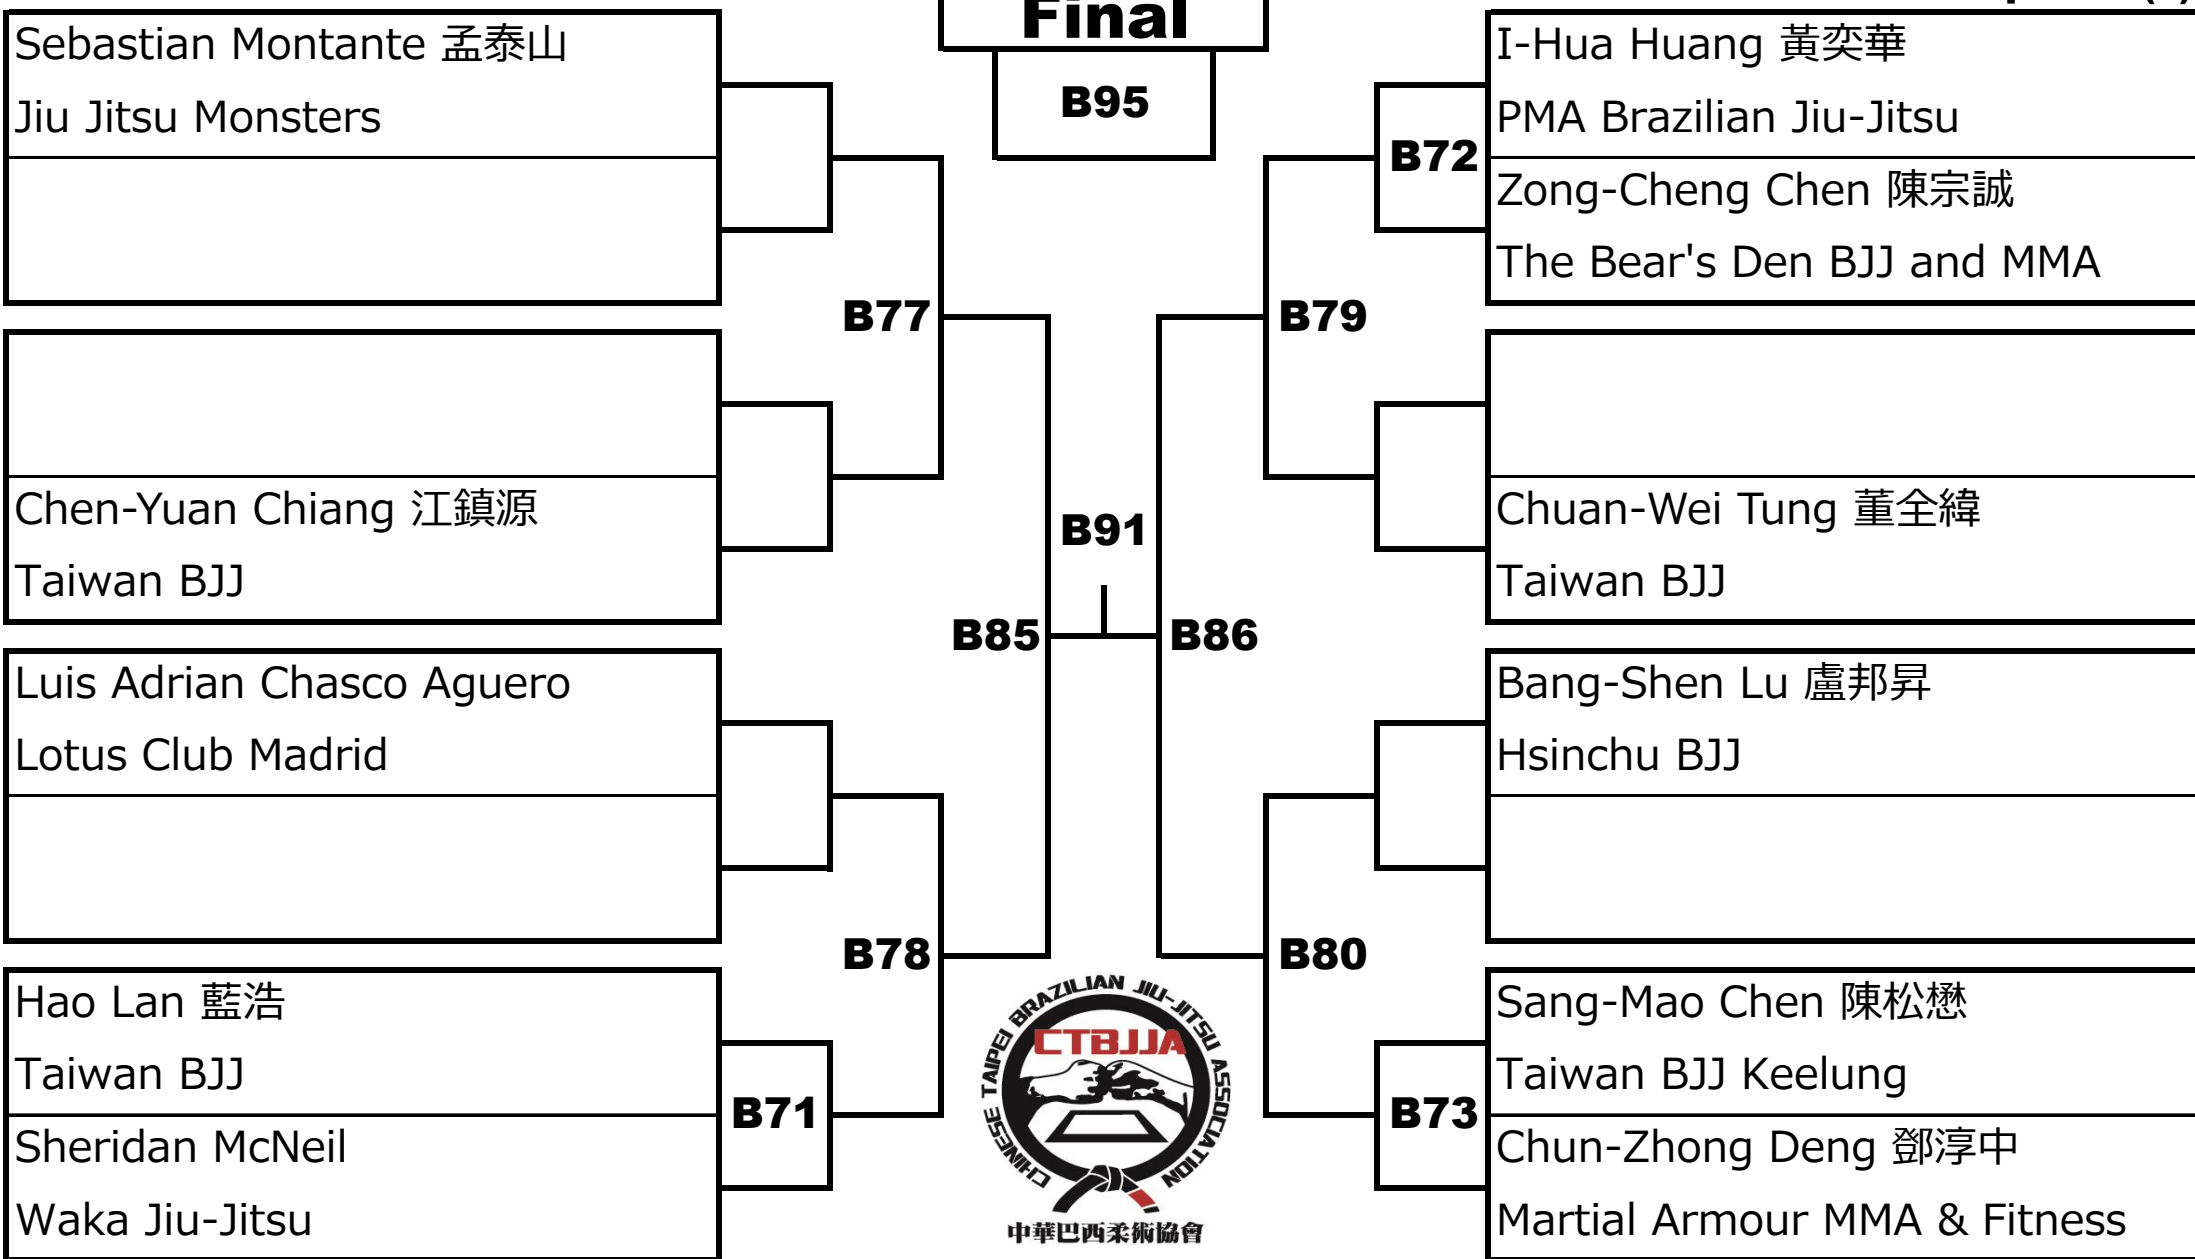 Final
B95
Sebastian Montante 孟泰山
Jiu Jitsu Monsters
Chen-Yuan Chiang 江鎮源
Taiwan BJJ
Luis Adrian Chasco Aguero
Lotus Club Madrid
Hao Lan 藍浩
Taiwan BJJ
Sheridan McNeil
Waka Jiu-Jitsu
B71
B77
B78
B85
B91
B86
B79
B80
B72
B73
I-Hua Huang 黃奕華
PMA Brazilian Jiu-Jitsu
Zong-Cheng Chen 陳宗誠
The Bear's Den BJJ and MMA
Chuan-Wei Tung 董全緯
Taiwan BJJ
Bang-Shen Lu 盧邦昇
Hsinchu BJJ
Sang-Mao Chen 陳松懋
Taiwan BJJ Keelung
Chun-Zhong Deng 鄧淳中
Martial Armour MMA & Fitness
CHINESE TAIPEI BRAZILIAN JIU-JITSU ASSOCIATION
CTBJJA
中華巴西柔術協會